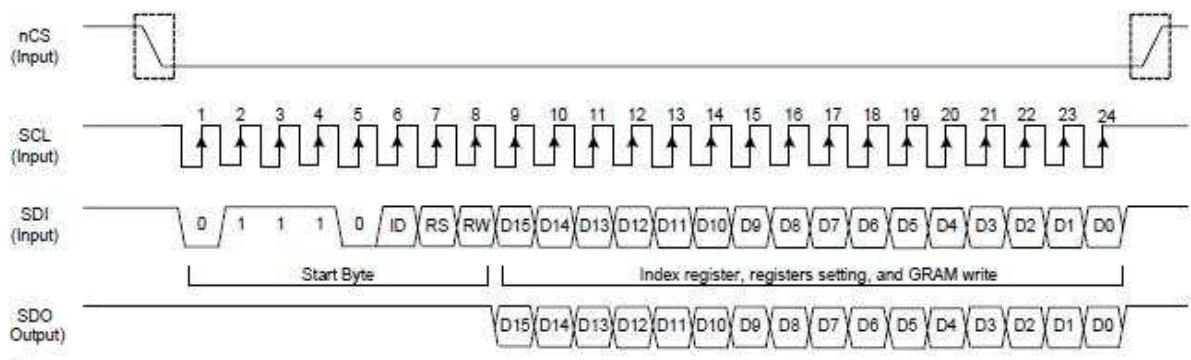 nCS
(Input)
1 2 3 4 5 6 7 8 9 10 11 12 13 14 15 16 17 18 19 20 21 22 23 24
SCL
(Input)
SDI
(Input)
0 1 1 1 0 ID RS RW D15 D14 D13 D12 D11 D10 D9 D8 D7 D6 D5 D4 D3 D2 D1 D0
Start Byte
Index register, registers setting, and GRAM write
SDO
Output)
D15 D14 D13 D12 D11 D10 D9 D8 D7 D6 D5 D4 D3 D2 D1 D0